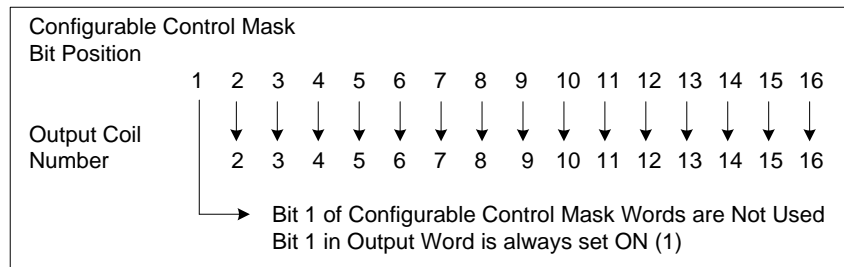 Configurable Control Mask
Bit Position
1 2 3 4 5 6 7 8 9 10 11 12 13 14 15 16
Output Coil
Number 2 3 4 5 6 7 8 9 10 11 12 13 14 15 16
Bit 1 of Configurable Control Mask Words are Not Used
Bit 1 in Output Word is always set ON (1)